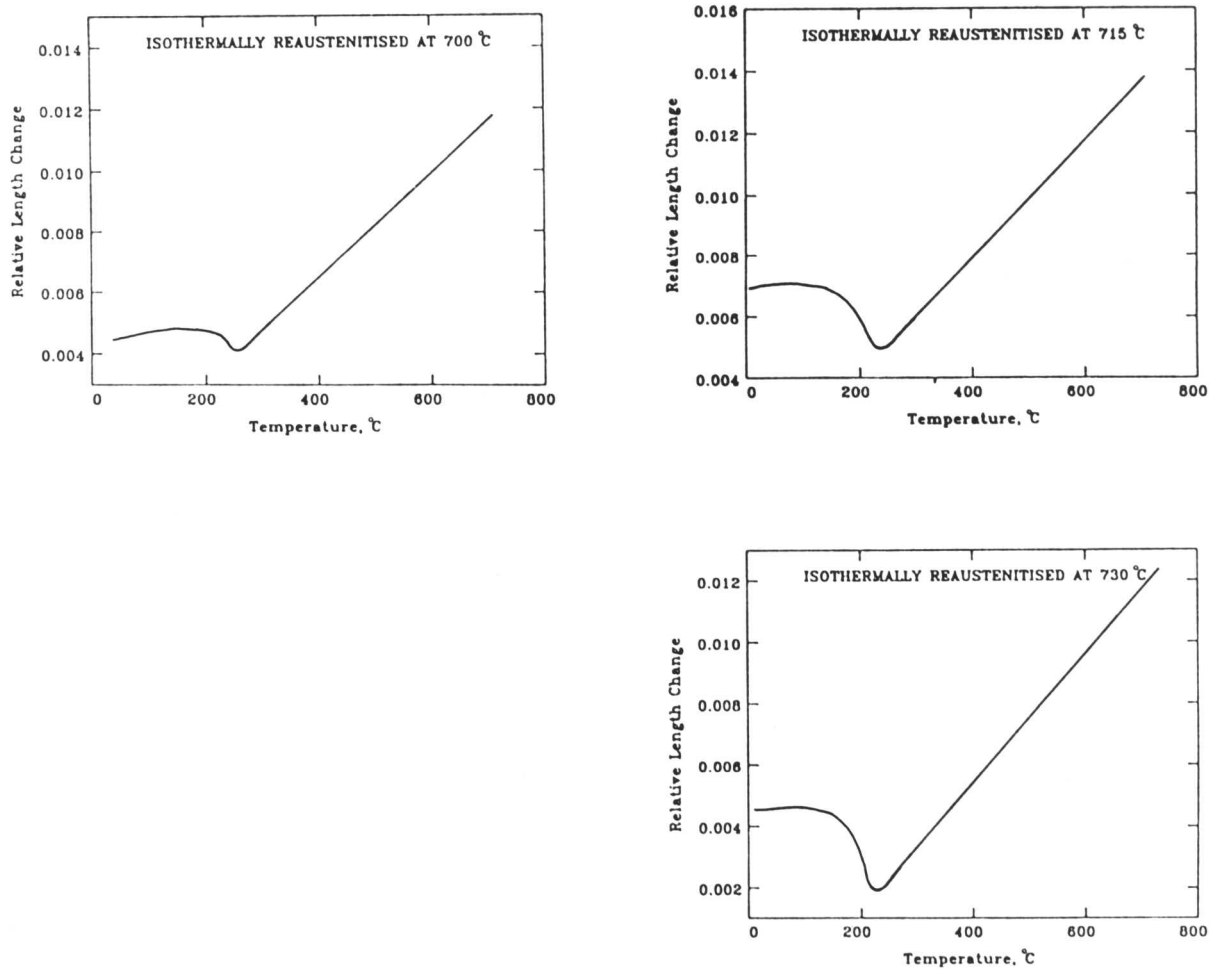 ISOTHERMALLY REAUSTENITISED AT 700 °C
0.014
0.012
0.010
0.008
0.006
0.004
Relative Length Change
0 200 400 600 800
Temperature, °C
ISOTHERMALLY REAUSTENITISED AT 715 °C
0.016
0.014
0.012
0.010
0.008
0.006
0.004
Relative Length Change
0 200 400 600 800
Temperature, °C
ISOTHERMALLY REAUSTENITISED AT 730 °C
0.012
0.010
0.008
0.006
0.004
0.002
Relative Length Change
0 200 400 600 800
Temperature, °C